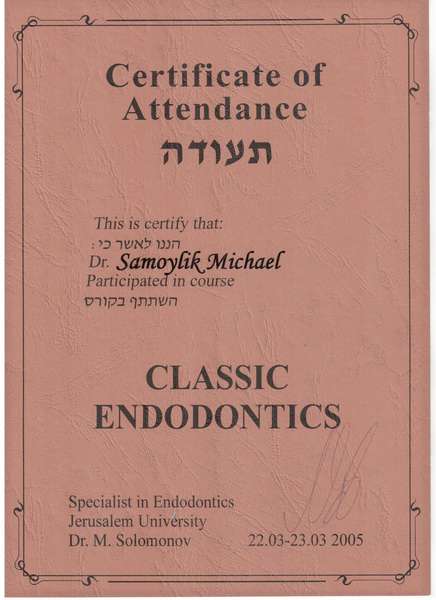 Certificate of
Attendance
תעודה
This is certify that:
הננו לאשר כי :
Dr. Samoylik Michael
Participated in course
השתתף בקורס
CLASSIC
ENDODONTICS
Specialist in Endodontics
Jerusalem University
Dr. M. Solomonov 22.03-23.03 2005